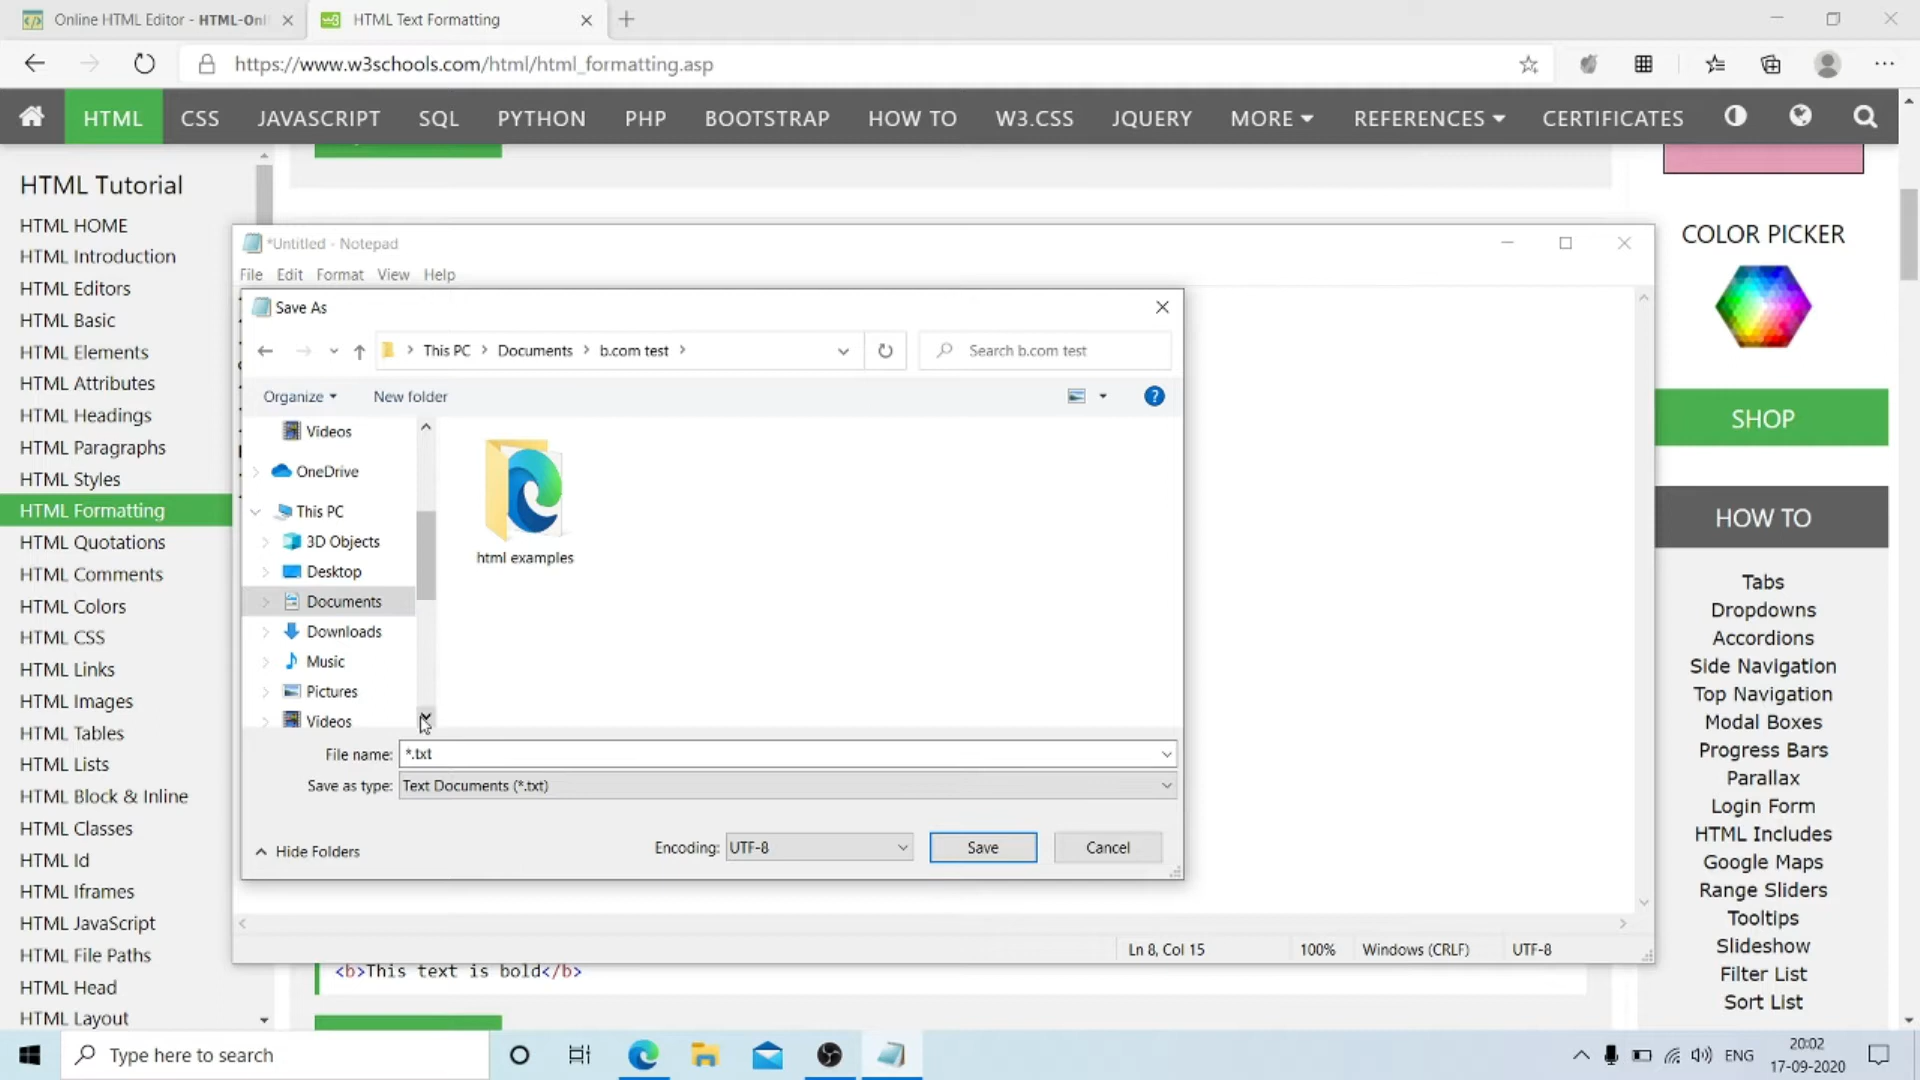 Online HTML Editor - HTML-Onl
HTML Text Formatting
https://www.w3schools.com/html/html_formatting.asp
HTML
CSS
JAVASCRIPT
SQL
PYTHON
PHP
BOOTSTRAP
HOW TO
W3.CSS
JQUERY
MORE
REFERENCES
CERTIFICATES
HTML Tutorial
HTML HOME
HTML Introduction
HTML Editors
HTML Basic
HTML Elements
HTML Attributes
HTML Headings
HTML Paragraphs
HTML Styles
HTML Formatting
HTML Quotations
HTML Comments
HTML Colors
HTML CSS
HTML Links
HTML Images
HTML Tables
HTML Lists
HTML Block & Inline
HTML Classes
HTML Id
HTML Iframes
HTML JavaScript
HTML File Paths
HTML Head
HTML Layout
*Untitled - Notepad
File Edit Format View Help
Save As
This PC > Documents > b.com test >
Search b.com test
Organize
New folder
Videos
OneDrive
This PC
3D Objects
Desktop
Documents
Downloads
Music
Pictures
Videos
html examples
File name: *.txt
Save as type: Text Documents (*.txt)
Hide Folders
Encoding: UTF-8
Save
Cancel
Ln 8, Col 15
100%
Windows (CRLF)
UTF-8
<b>This text is bold</b>
COLOR PICKER
SHOP
HOW TO
Tabs
Dropdowns
Accordions
Side Navigation
Top Navigation
Modal Boxes
Progress Bars
Parallax
Login Form
HTML Includes
Google Maps
Range Sliders
Tooltips
Slideshow
Filter List
Sort List
Type here to search
ENG
20:02
17-09-2020